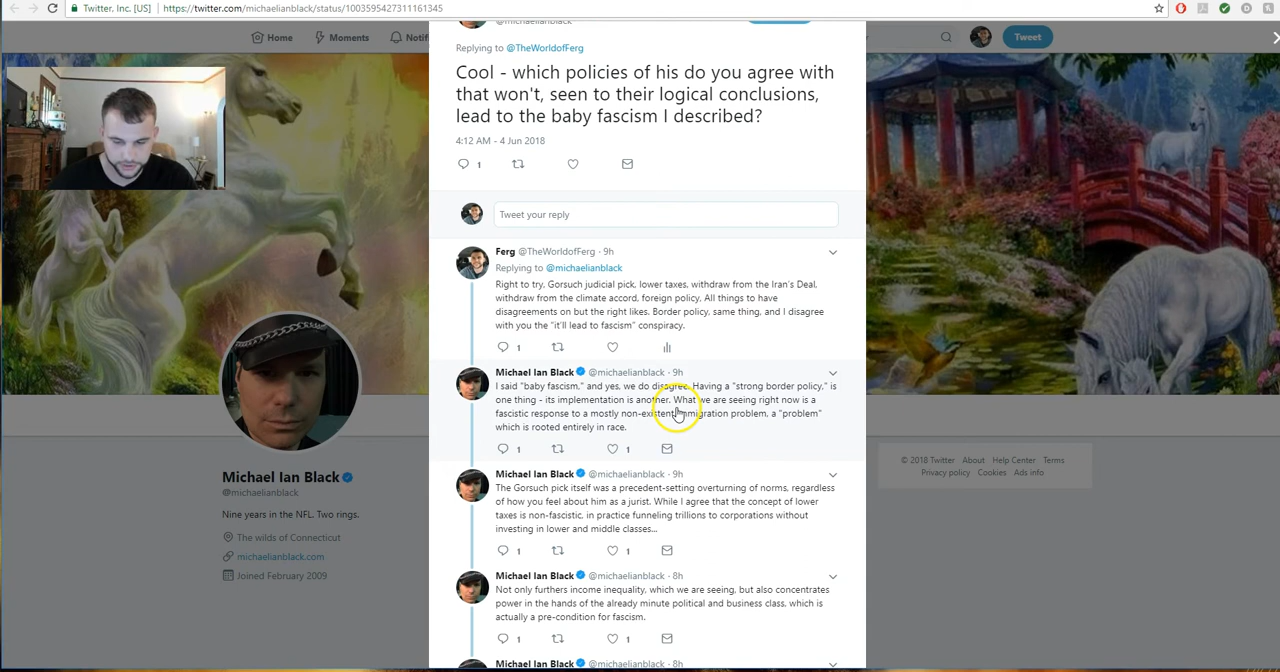 Twitter, Inc. [US]
https://twitter.com/michaelianblack/status/1003595427311161345
Home
Moments
Notif
Tweet
@michaelianblack
Replying to @TheWorldofFerg
Cool - which policies of his do you agree with
that won't, seen to their logical conclusions,
lead to the baby fascism I described?
4:12 AM - 4 Jun 2018
1
Tweet your reply
Ferg @TheWorldofFerg · 9h
Replying to @michaelianblack
Right to try, Gorsuch judicial pick, lower taxes, withdraw from the Iran's Deal,
withdraw from the climate accord, foreign policy. All things to have
disagreements on but the right likes. Border policy, same thing, and I disagree
with you the "it'll lead to fascism" conspiracy.
1
Michael Ian Black @michaelianblack · 9h
I said "baby fascism," and yes, we do disagree. Having a "strong border policy," is
one thing - its implementation is another. What we are seeing right now is a
fascistic response to a mostly non-existent immigration problem, a "problem"
which is rooted entirely in race.
1 1
Michael Ian Black @michaelianblack · 9h
The Gorsuch pick itself was a precedent-setting overturning of norms, regardless
of how you feel about him as a jurist. While I agree that the concept of lower
taxes is non-fascistic, in practice funneling trillions to corporations without
investing in lower and middle classes...
1 1
Michael Ian Black @michaelianblack · 8h
Not only furthers income inequality, which we are seeing, but also concentrates
power in the hands of the already minute political and business class, which is
actually a pre-condition for fascism.
1 1
Michael Ian Black @michaelianblack · 8h
Michael Ian Black
@michaelianblack
Nine years in the NFL. Two rings.
The wilds of Connecticut
michaelianblack.com
Joined February 2009
© 2018 Twitter About Help Center Terms
Privacy policy Cookies Ads info